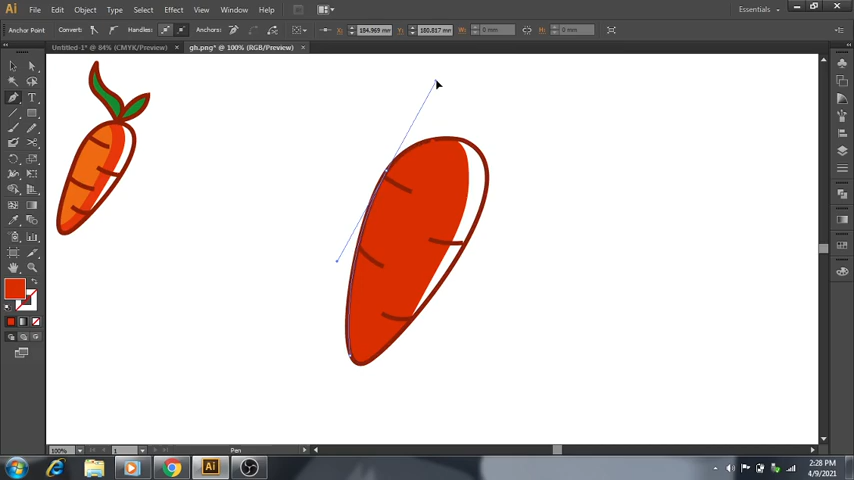 Ai File Edit Object Type Select Effect View Window Help Essentials
Anchor Point Convert: Handles: Anchors: X: 184.969 mm Y: 180.817 mm W: 0 mm H: 0 mm
Untitled-1* @ 84% (CMYK/Preview) × gh.png* @ 100% (RGB/Preview) ×
T
100% 1 Pen
Ai 2:28 PM
4/9/2021